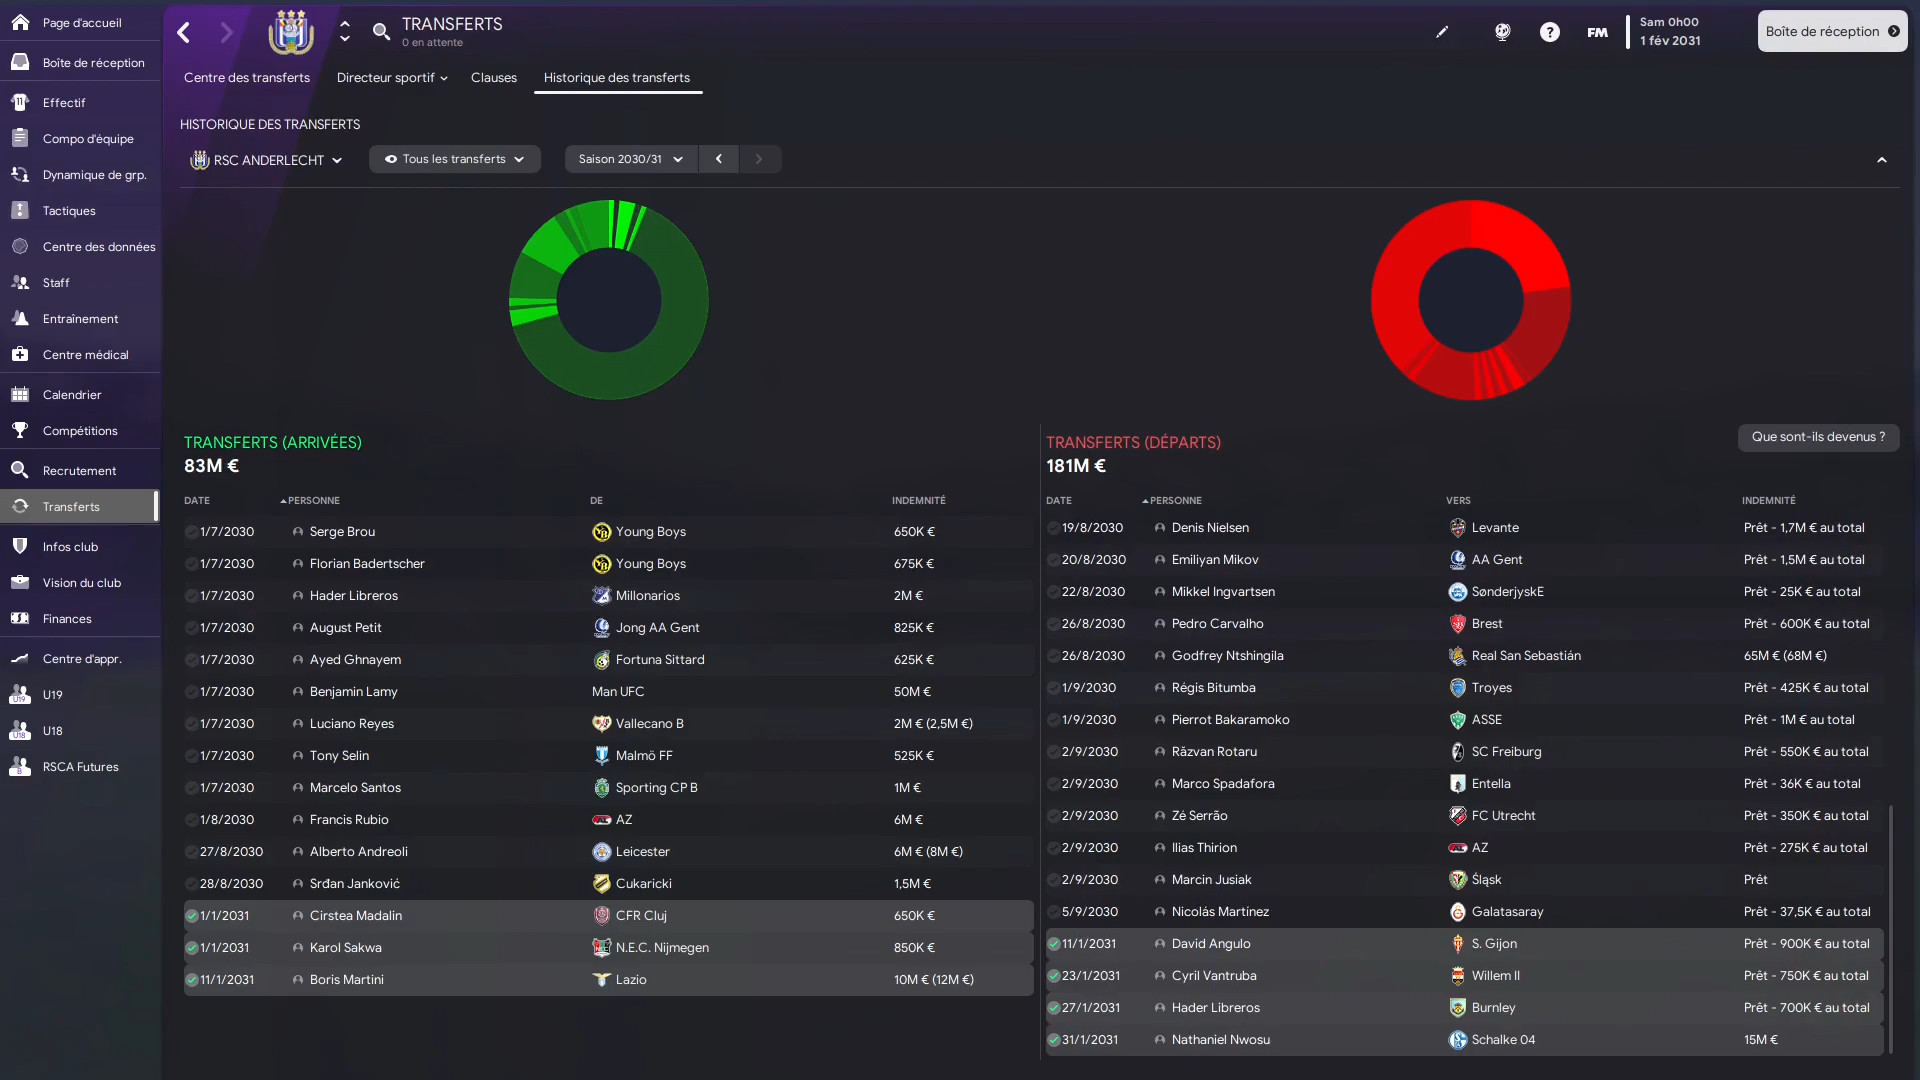 Page d'accueil
Boîte de réception
Effectif
Compo d'équipe
Dynamique de grp.
Tactiques
Centre des données
Staff
Entraînement
Centre médical
Calendrier
Compétitions
Recrutement
Transferts
Infos club
Vision du club
Finances
Centre d'appr.
U19
U18
RSCA Futures
TRANSFERTS
0 en attente
FM
Sam 0h00
1 fév 2031
Boîte de réception
Centre des transferts Directeur sportif Clauses Historique des transferts
HISTORIQUE DES TRANSFERTS
RSC ANDERLECHT Tous les transferts Saison 2030/31
TRANSFERTS (ARRIVÉES)
83M €
DATE PERSONNE DE INDEMNITÉ
1/7/2030 Serge Brou Young Boys 650K €
1/7/2030 Florian Badertscher Young Boys 675K €
1/7/2030 Hader Libreros Millonarios 2M €
1/7/2030 August Petit Jong AA Gent 825K €
1/7/2030 Ayed Ghnayem Fortuna Sittard 625K €
1/7/2030 Benjamin Lamy Man UFC 50M €
1/7/2030 Luciano Reyes Vallecano B 2M € (2,5M €)
1/7/2030 Tony Selin Malmö FF 525K €
1/7/2030 Marcelo Santos Sporting CP B 1M €
1/8/2030 Francis Rubio AZ 6M €
27/8/2030 Alberto Andreoli Leicester 6M € (8M €)
28/8/2030 Srđan Janković Cukaricki 1,5M €
1/1/2031 Cirstea Madalin CFR Cluj 650K €
1/1/2031 Karol Sakwa N.E.C. Nijmegen 850K €
11/1/2031 Boris Martini Lazio 10M € (12M €)
TRANSFERTS (DÉPARTS)
181M €
Que sont-ils devenus ?
DATE PERSONNE VERS INDEMNITÉ
19/8/2030 Denis Nielsen Levante Prêt - 1,7M € au total
20/8/2030 Emiliyan Mikov AA Gent Prêt - 1,5M € au total
22/8/2030 Mikkel Ingvartsen SønderjyskE Prêt - 25K € au total
26/8/2030 Pedro Carvalho Brest Prêt - 600K € au total
26/8/2030 Godfrey Ntshingila Real San Sebastián 65M € (68M €)
1/9/2030 Régis Bitumba Troyes Prêt - 425K € au total
1/9/2030 Pierrot Bakaramoko ASSE Prêt - 1M € au total
2/9/2030 Răzvan Rotaru SC Freiburg Prêt - 550K € au total
2/9/2030 Marco Spadafora Entella Prêt - 36K € au total
2/9/2030 Zé Serrão FC Utrecht Prêt - 350K € au total
2/9/2030 Ilias Thirion AZ Prêt - 275K € au total
2/9/2030 Marcin Jusiak Śląsk Prêt
5/9/2030 Nicolás Martínez Galatasaray Prêt - 37,5K € au total
11/1/2031 David Angulo S. Gijon Prêt - 900K € au total
23/1/2031 Cyril Vantruba Willem II Prêt - 750K € au total
27/1/2031 Hader Libreros Burnley Prêt - 700K € au total
31/1/2031 Nathaniel Nwosu Schalke 04 15M €